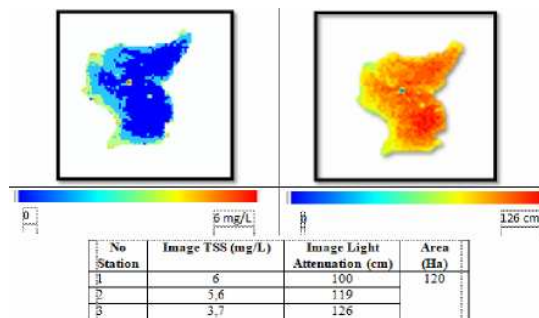 0
6 mg/L
0
126 cm
No Station
Image TSS (mg/L)
Image Light Attenuation (cm)
Area (Ha)
1
6
100
120
2
5,6
119
3
3,7
126